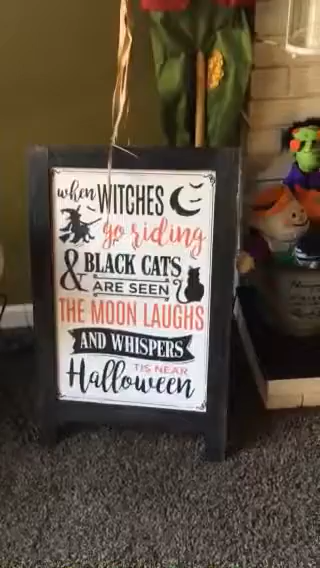 when WITCHES
go riding
& BLACK CATS
ARE SEEN
THE MOON LAUGHS
AND WHISPERS
TIS NEAR
Halloween